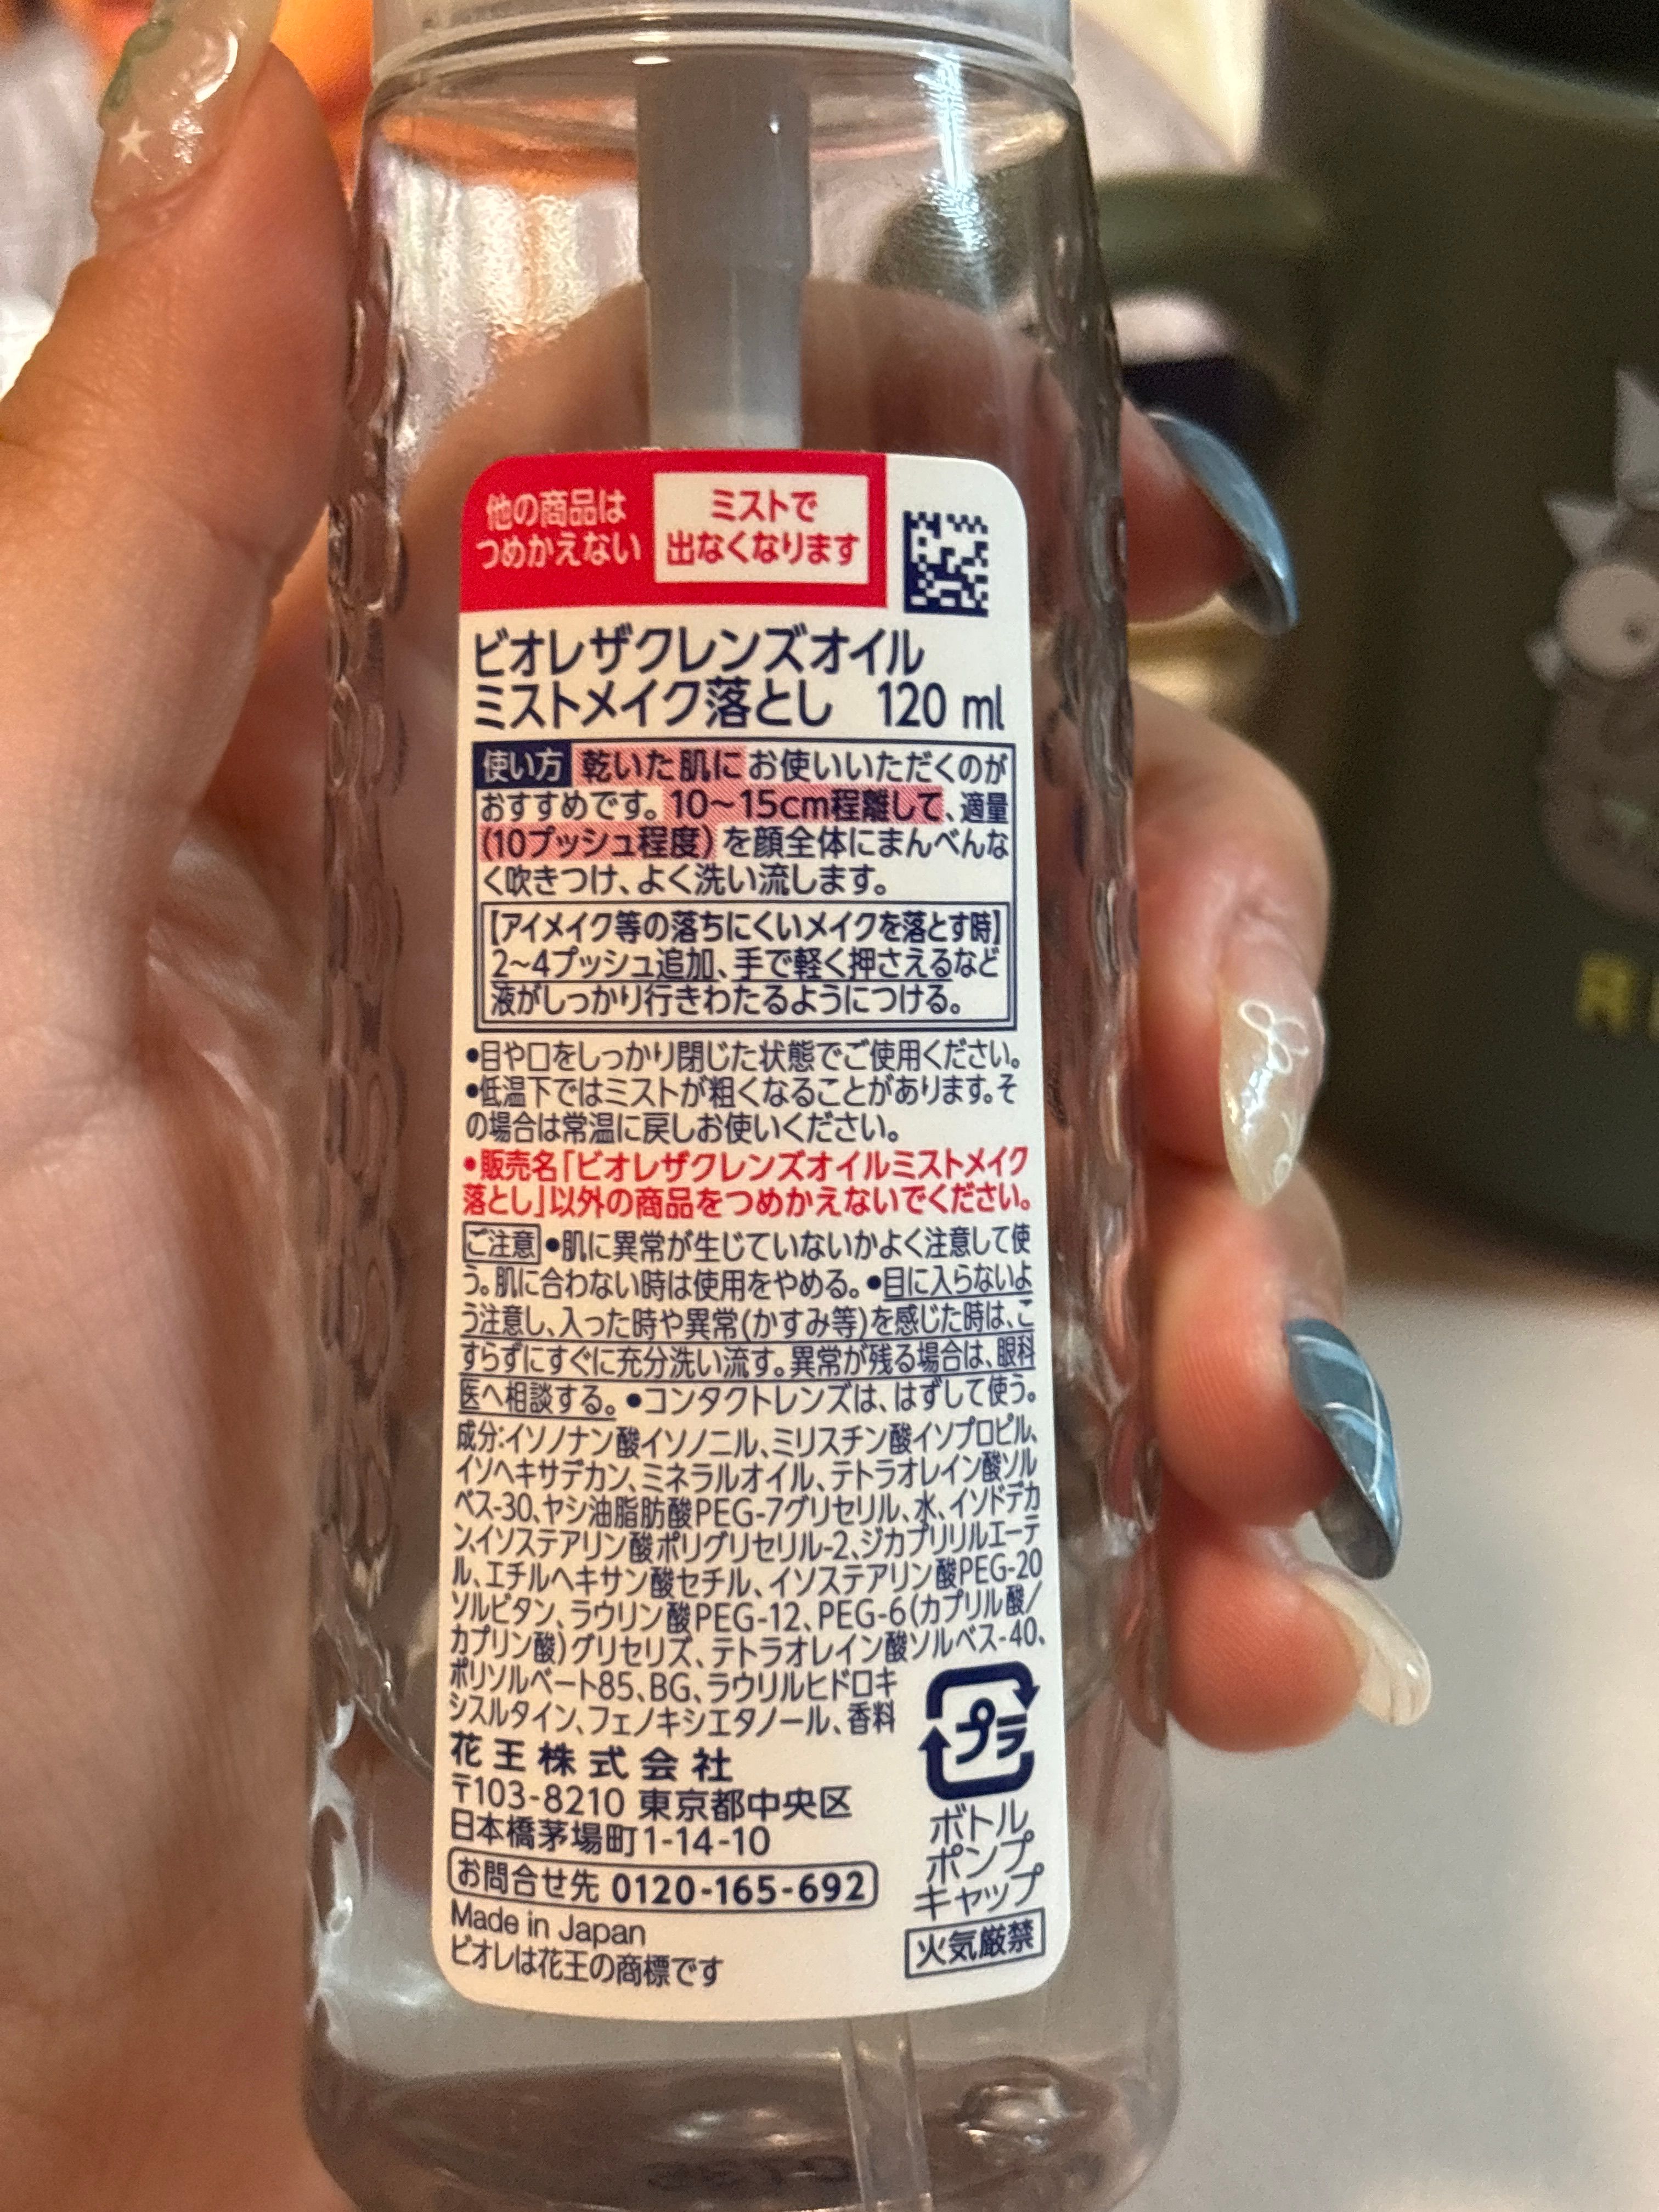 他の商品は
つめかえない
ミストで
出なくなります
ビオレザクレンズオイル
ミストメイク落とし 120 ml
使い方 乾いた肌にお使いいただくのが
おすすめです。10～15cm程離して、適量
(10プッシュ程度)を顔全体にまんべんな
く吹きつけ、よく洗い流します。
【アイメイク等の落ちにくいメイクを落とす時】
2~4プッシュ追加、手で軽く押さえるなど
液がしっかり行きわたるようにつける。
•目や口をしっかり閉じた状態でご使用ください。
•低温下ではミストが粗くなることがあります。そ
の場合は常温に戻しお使いください。
•販売名「ビオレザクレンズオイルミストメイク
落とし」以外の商品をつめかえないでください。
ご注意 •肌に異常が生じていないかよく注意して使
う。肌に合わない時は使用をやめる。•目に入らないよ
う注意し、入った時や異常(かすみ等)を感じた時は、こ
すらずにすぐに充分洗い流す。異常が残る場合は、眼科
医へ相談する。•コンタクトレンズは、はずして使う。
成分:イソノナン酸イソノニル、ミリスチン酸イソプロピル、
イソヘキサデカン、ミネラルオイル、テトラオレイン酸ソル
ベス-30、ヤシ油脂肪酸PEG-7グリセリル、水、イソドデカ
ン、イソステアリン酸ポリグリセリル-2、ジカプリリルエーテ
ル、エチルヘキサン酸セチル、イソステアリン酸PEG-20
ソルビタン、ラウリン酸PEG-12、PEG-6(カプリル酸/
カプリン酸)グリセリズ、テトラオレイン酸ソルベス-40、
ポリソルベート85、BG、ラウリルヒドロキ
シスルタイン、フェノキシエタノール、香料
花王株式会社
〒103-8210 東京都中央区
日本橋茅場町1-14-10
お問合せ先 0120-165-692
Made in Japan
ビオレは花王の商標です
プラ
ボトル
ポンプ
キャップ
火気厳禁